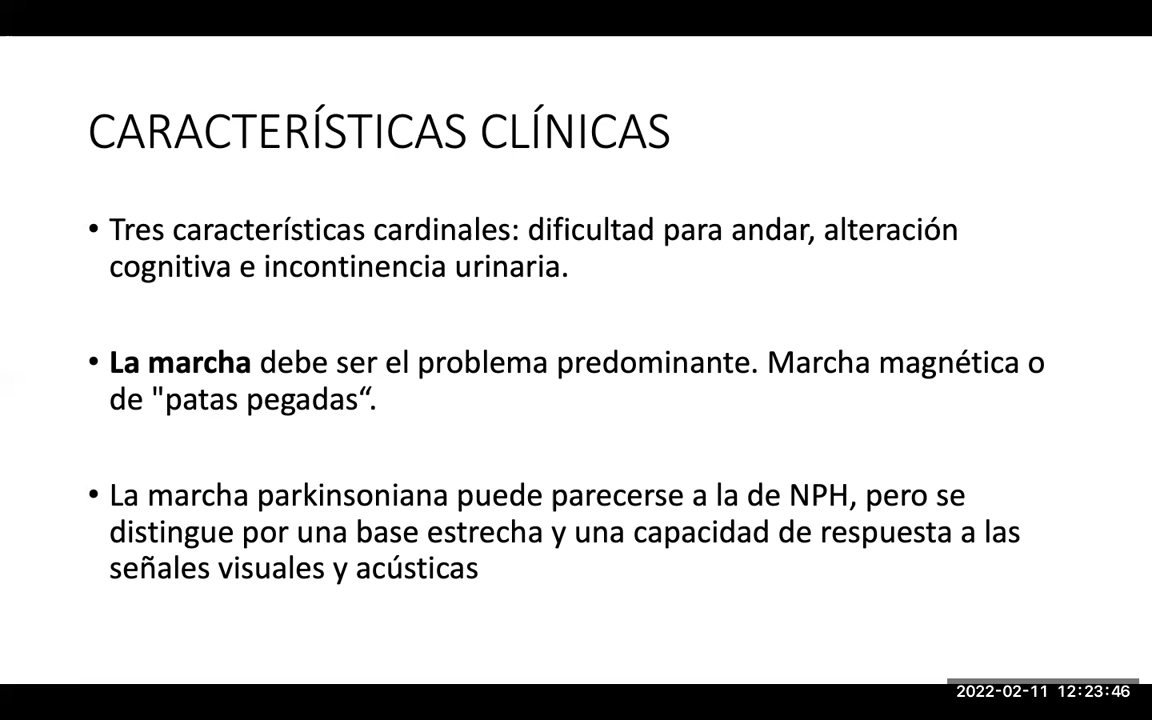 CARACTERÍSTICAS CLÍNICAS
• Tres características cardinales: dificultad para andar, alteración
cognitiva e incontinencia urinaria.
• La marcha debe ser el problema predominante. Marcha magnética o
de "patas pegadas“.
• La marcha parkinsoniana puede parecerse a la de NPH, pero se
distingue por una base estrecha y una capacidad de respuesta a las
señales visuales y acústicas
2022-02-11 12:23:46